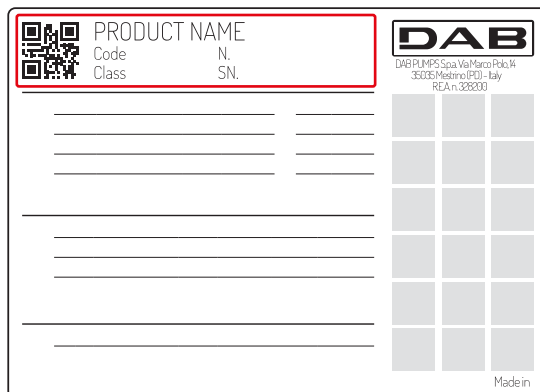 PRODUCT NAME
Code N.
Class SN.
DAB
DAB PUMPS S.p.a. Via Marco Polo, 14
35035 Mestrino (PD) - Italy
R.E.A. n. 328200
Made in